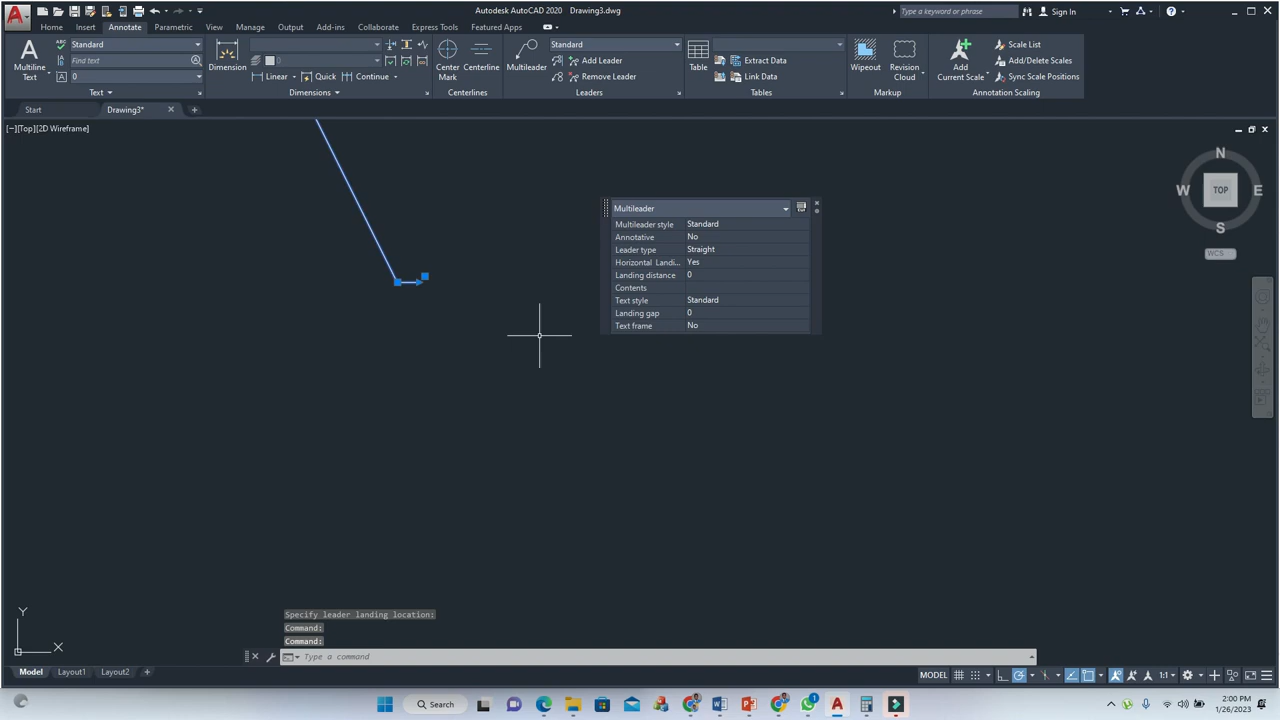 Autodesk AutoCAD 2020 Drawing3.dwg
Type a keyword or phrase
Sign In
Home Insert Annotate Parametric View Manage Output Add-ins Collaborate Express Tools Featured Apps
Multiline Text
Standard
Find text
0
Text
Dimension
0
Linear Quick Continue
Dimensions
Center Mark
Centerline
Centerlines
Multileader
Standard
Add Leader
Remove Leader
Leaders
Table
Extract Data
Link Data
Tables
Wipeout
Revision Cloud
Markup
Add Current Scale
Scale List
Add/Delete Scales
Sync Scale Positions
Annotation Scaling
Start Drawing3*
[−][Top][2D Wireframe]
N
W TOP E
S
WCS
Multileader
Multileader style Standard
Annotative No
Leader type Straight
Horizontal Landi... Yes
Landing distance 0
Contents
Text style Standard
Landing gap 0
Text frame No
Y
X
Specify leader landing location:
Command:
Command:
Type a command
Model Layout1 Layout2
MODEL
1:1
Search
1
2:00 PM
1/26/2023